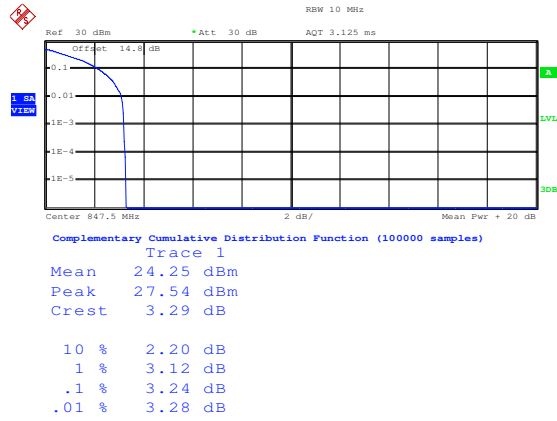 R S
RBW 10 MHz
Ref 30 dBm * Att 30 dB AQT 3.125 ms
Offset 14.8 dB
0.1
A
0.01
1 SA
VIEW
1E-3
LVL
1E-4
1E-5
3DB
Center 847.5 MHz 2 dB/ Mean Pwr + 20 dB
Complementary Cumulative Distribution Function (100000 samples)
Trace 1
Mean 24.25 dBm
Peak 27.54 dBm
Crest 3.29 dB
10 % 2.20 dB
1 % 3.12 dB
.1 % 3.24 dB
.01 % 3.28 dB